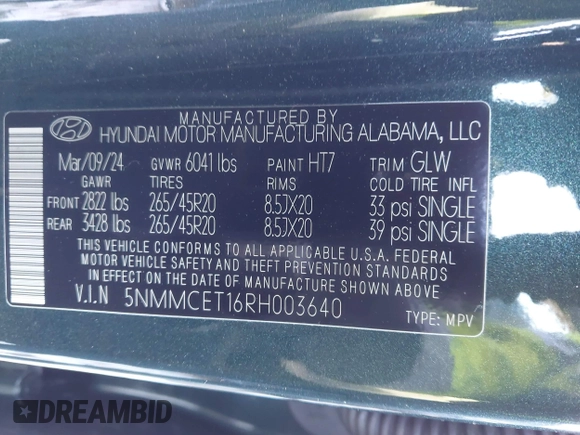 MANUFACTURED BY
HYUNDAI MOTOR MANUFACTURING ALABAMA, LLC
Mar/09/24 GVWR 6041 lbs PAINT HT7 TRIM GLW
GAWR TIRES RIMS COLD TIRE INFL
FRONT 2822 lbs 265/45R20 8.5JX20 33 psi SINGLE
REAR 3428 lbs 265/45R20 8.5JX20 39 psi SINGLE
THIS VEHICLE CONFORMS TO ALL APPLICABLE U.S.A. FEDERAL
MOTOR VEHICLE SAFETY AND THEFT PREVENTION STANDARDS
IN EFFECT ON THE DATE OF MANUFACTURE SHOWN ABOVE.
V.I.N 5NMMCET16RH003640
TYPE: MPV
DREAMBID